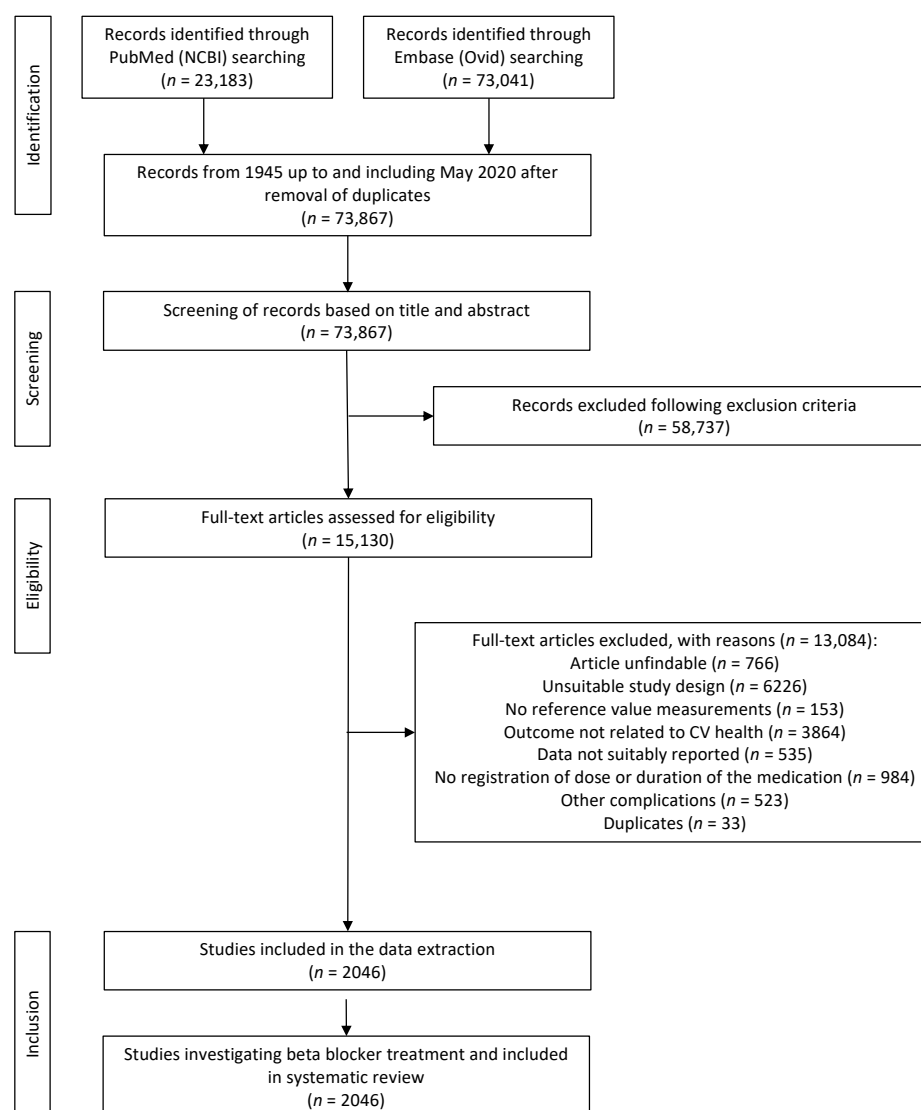 Identification
Records identified through
PubMed (NCBI) searching
(n = 23,183)
Records identified through
Embase (Ovid) searching
(n = 73,041)
Records from 1945 up to and including May 2020 after
removal of duplicates
(n = 73,867)
Screening
Screening of records based on title and abstract
(n = 73,867)
Records excluded following exclusion criteria
(n = 58,737)
Eligibility
Full-text articles assessed for eligibility
(n = 15,130)
Full-text articles excluded, with reasons (n = 13,084):
Article unfindable (n = 766)
Unsuitable study design (n = 6226)
No reference value measurements (n = 153)
Outcome not related to CV health (n = 3864)
Data not suitably reported (n = 535)
No registration of dose or duration of the medication (n = 984)
Other complications (n = 523)
Duplicates (n = 33)
Inclusion
Studies included in the data extraction
(n = 2046)
Studies investigating beta blocker treatment and included
in systematic review
(n = 2046)